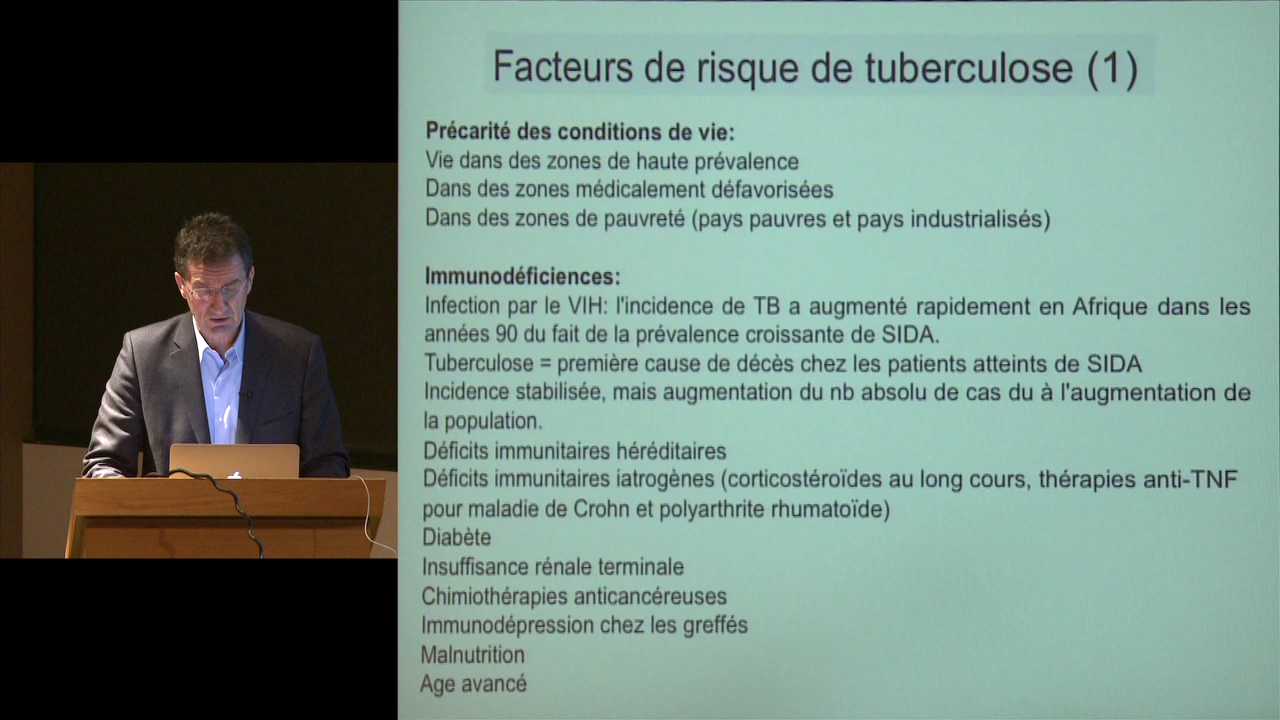 Facteurs de risque de tuberculose (1)
Précarité des conditions de vie:
Vie dans des zones de haute prévalence
Dans des zones médicalement défavorisées
Dans des zones de pauvreté (pays pauvres et pays industrialisés)
Immunodéficiences:
Infection par le VIH: l'incidence de TB a augmenté rapidement en Afrique dans les
années 90 du fait de la prévalence croissante de SIDA.
Tuberculose = première cause de décès chez les patients atteints de SIDA
Incidence stabilisée, mais augmentation du nb absolu de cas du à l'augmentation de
la population.
Déficits immunitaires héréditaires
Déficits immunitaires iatrogènes (corticostéroïdes au long cours, thérapies anti-TNF
pour maladie de Crohn et polyarthrite rhumatoïde)
Diabète
Insuffisance rénale terminale
Chimiothérapies anticancéreuses
Immunodépression chez les greffés
Malnutrition
Age avancé